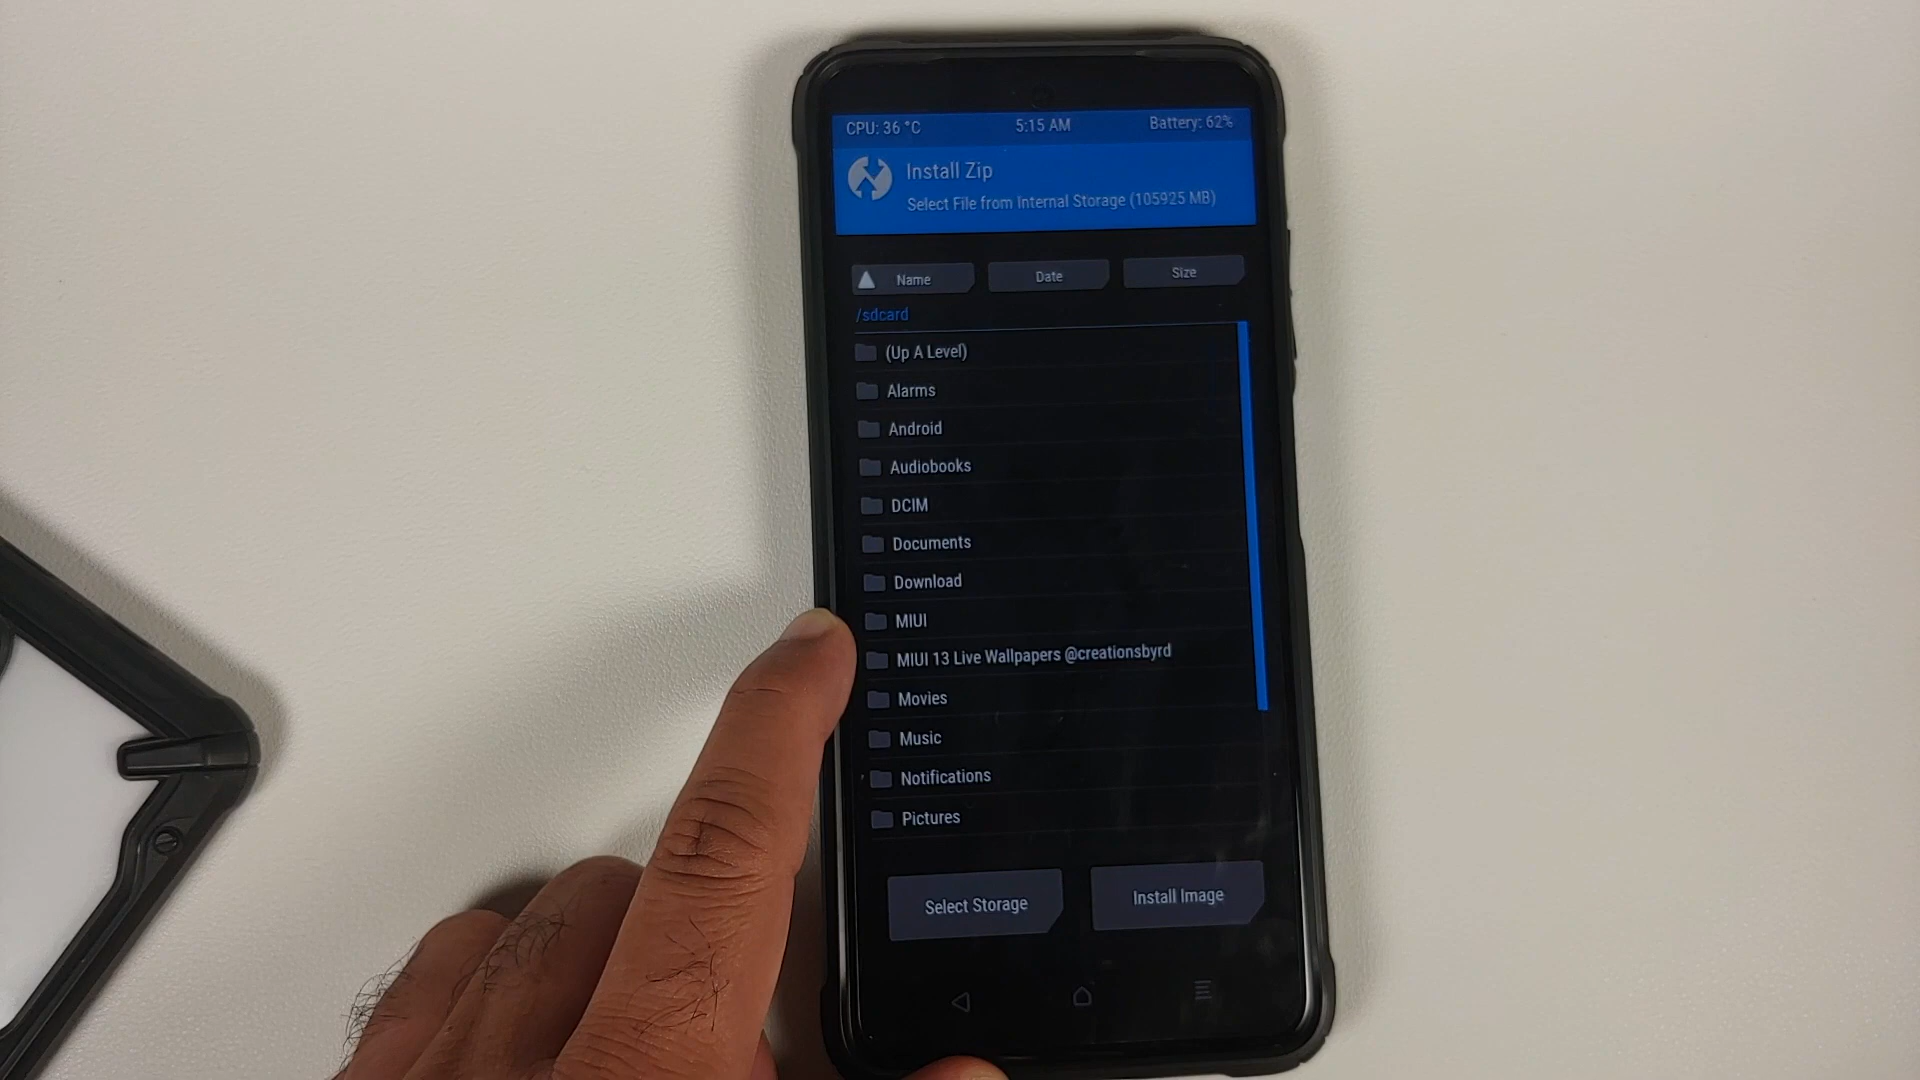 CPU: 36 °C 5:15 AM Battery: 62%
Install Zip
Select File from Internal Storage (105925 MB)
Name Date Size
/sdcard
(Up A Level)
Alarms
Android
Audiobooks
DCIM
Documents
Download
MIUI
MIUI 13 Live Wallpapers @creationsbyrd
Movies
Music
Notifications
Pictures
Select Storage Install Image